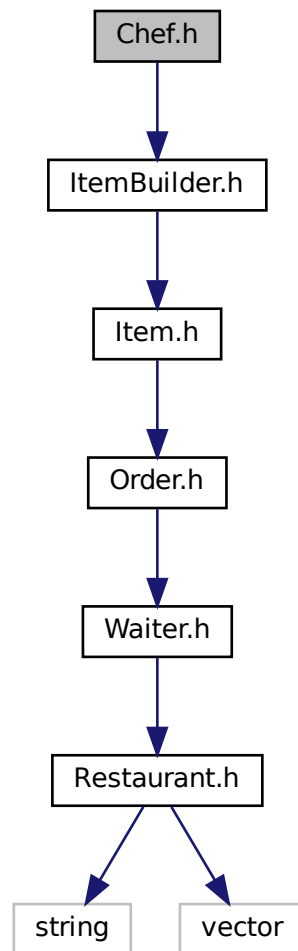 Chef.h
ItemBuilder.h
Item.h
Order.h
Waiter.h
Restaurant.h
string
vector